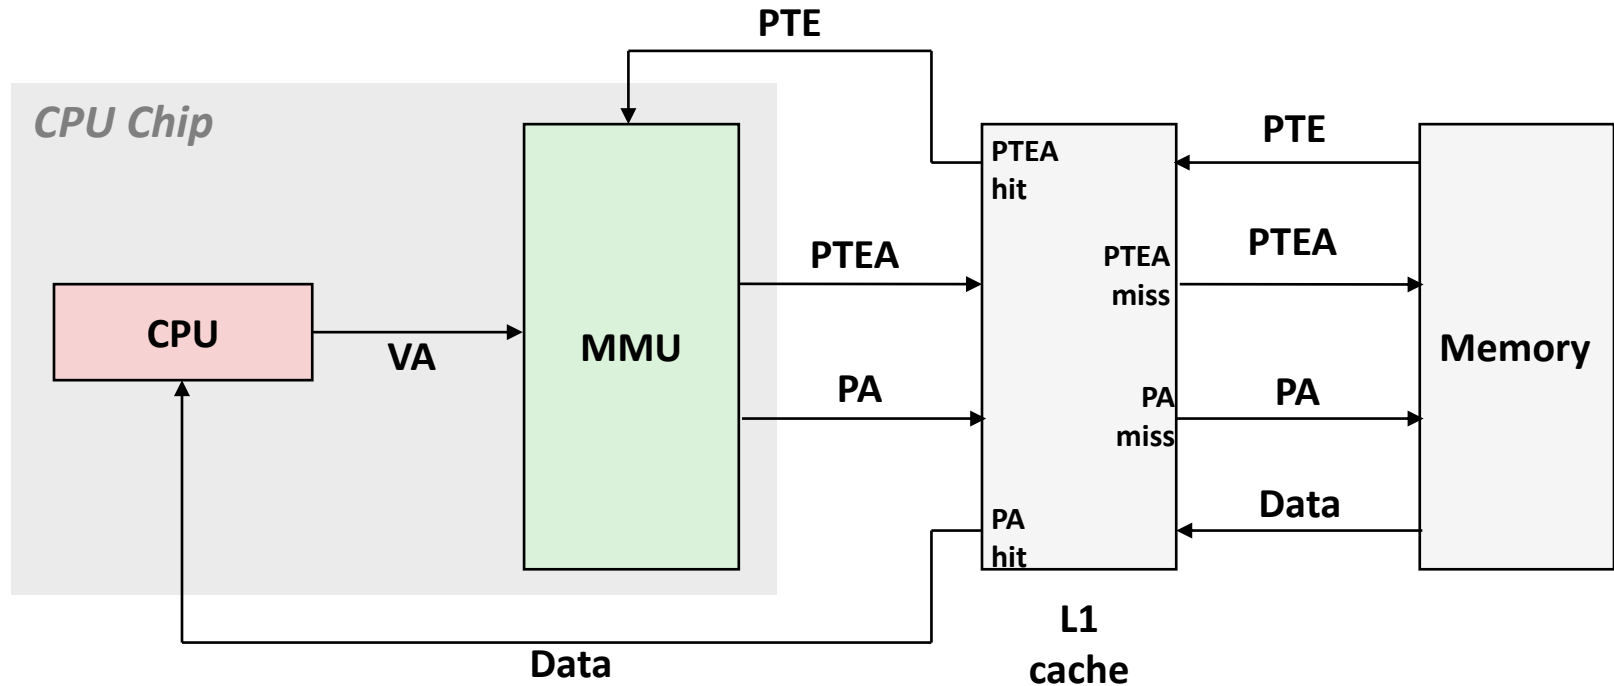 PTE
CPU Chip
PTEA
hit
PTE
PTEA
PTEA
miss
PTEA
CPU
VA
MMU
Memory
PA
PA
miss
PA
PA
hit
Data
L1
cache
Data